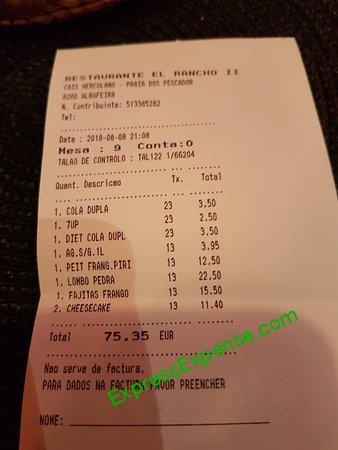 RESTAURANTE EL RANCHO II
CAIS HERCULANO - PRAIA DOS PESCADOR
8200 ALBUFEIRA
N. Contribuinte: 513385282
Tel:
Data : 2018-08-08 21:08
Mesa : 9 Conta:0
TALAO DE CONTROLO : TAL122 1/66204
Quant. Descricao Tx. Total
1, COLA DUPLA 23 3.50
1, 7UP 23 2.50
1, DIET COLA DUPL 23 3.50
1, AG.S/G.1L 13 3.95
1, PEIT FRANG.PIRI 13 12.50
1, LOMBO PEDRA 13 22.50
1, FAJITAS FRANGO 13 15.50
2, CHEESECAKE 13 11.40
Total 75.35 EUR
Nao serve de factura.
PARA DADOS NA FACTURA FAVOR PREENCHER
NOME:
ExpressExpense.com